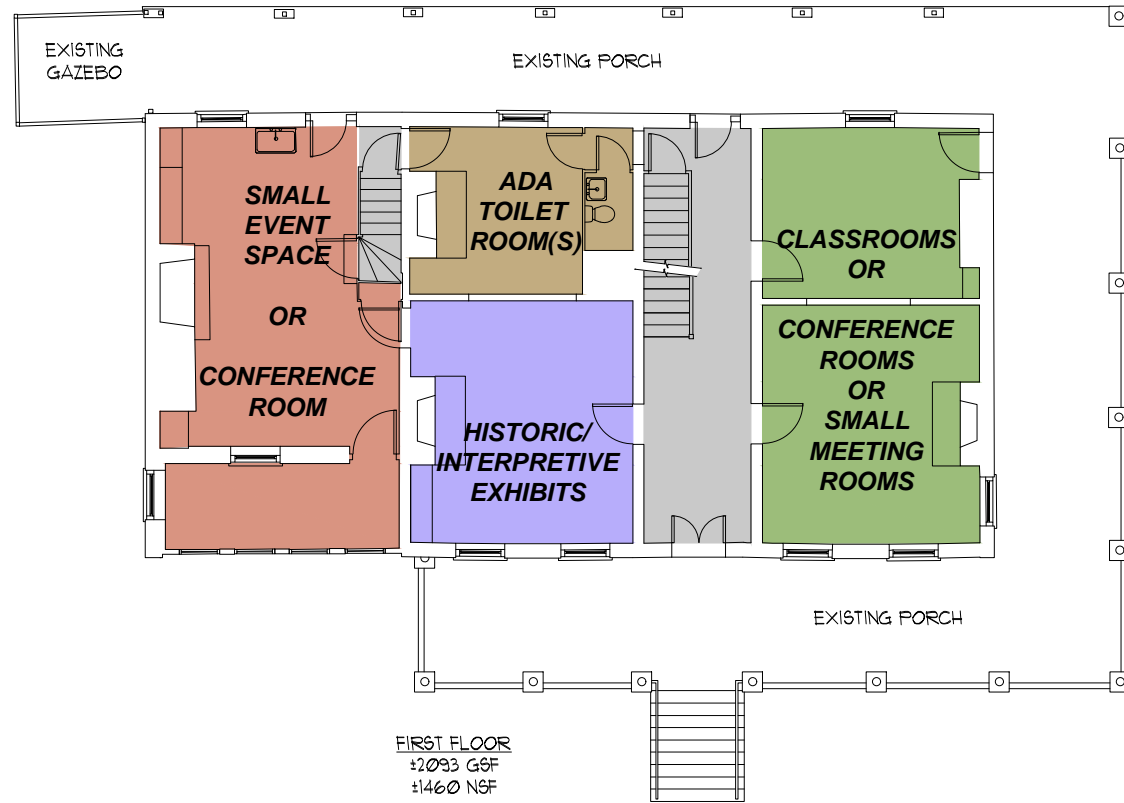 EXISTING
GAZEBO
EXISTING PORCH
SMALL
EVENT
SPACE
OR
CONFERENCE
ROOM
ADA
TOILET
ROOM(S)
HISTORIC/
INTERPRETIVE
EXHIBITS
CLASSROOMS
OR
CONFERENCE
ROOMS
OR
SMALL
MEETING
ROOMS
EXISTING PORCH
FIRST FLOOR
±2093 GSF
±1460 NSF